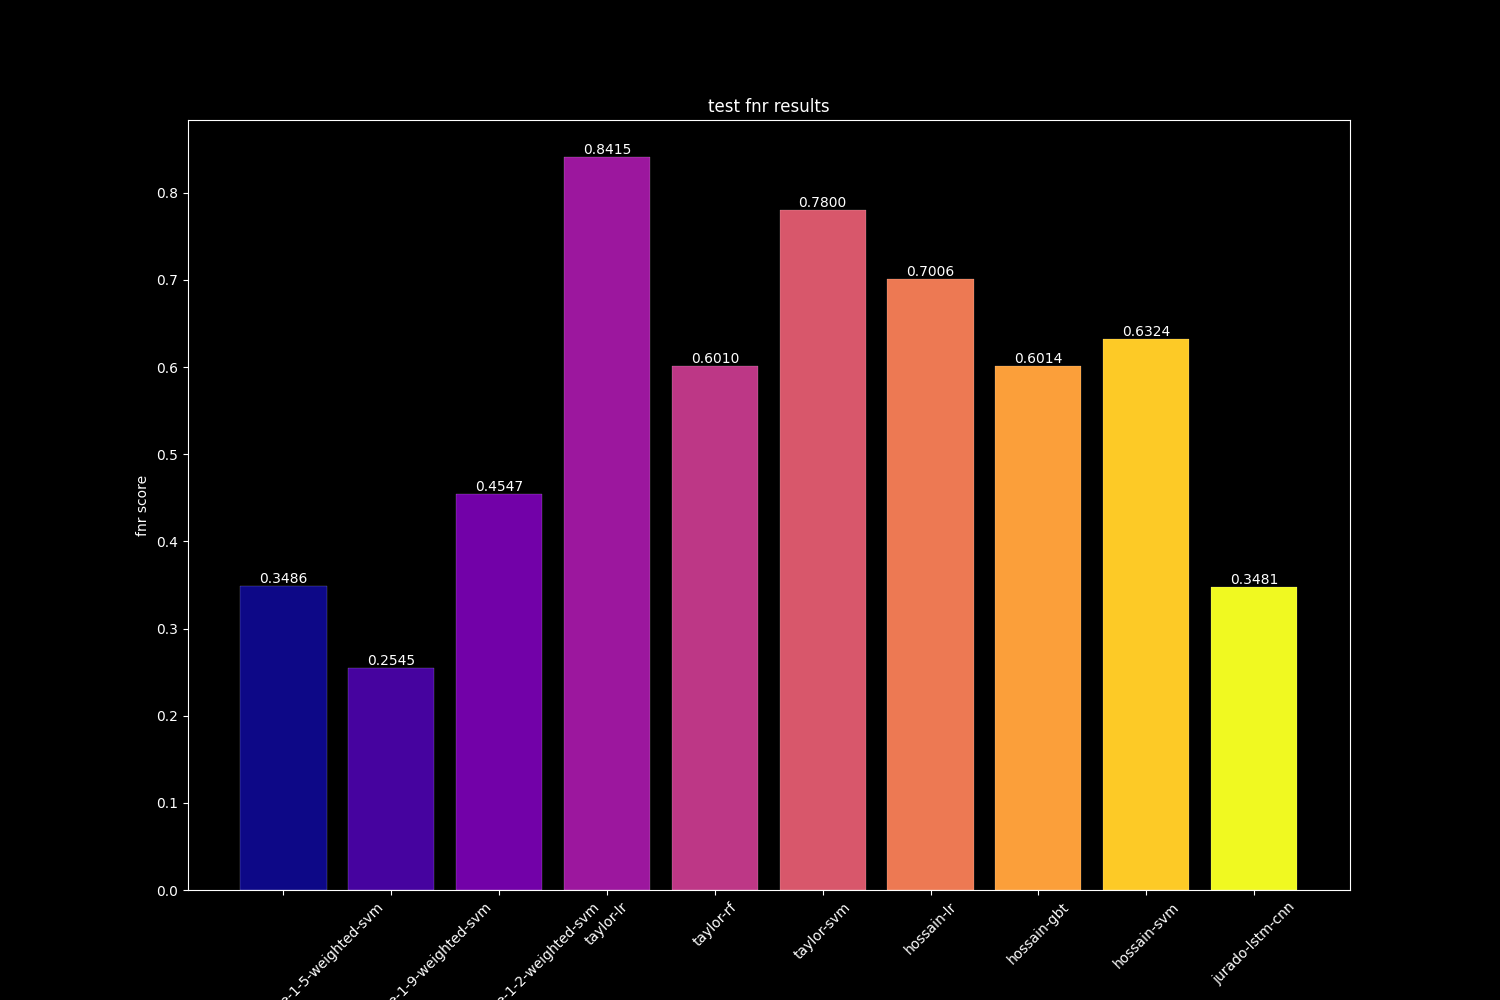 test fnr results
0.8415
0.7800
0.7006
0.6324
0.6014
0.6010
0.4547
0.3486
0.3481
0.2545
fnr score
0.8
0.7
0.6
0.5
0.4
0.3
0.2
0.1
0.0
-1-5-weighted-svm
-1-9-weighted-svm
-1-2-weighted-svm
taylor-lr
taylor-rf
taylor-svm
hossain-lr
hossain-gbt
hossain-svm
jurado-lstm-cnn